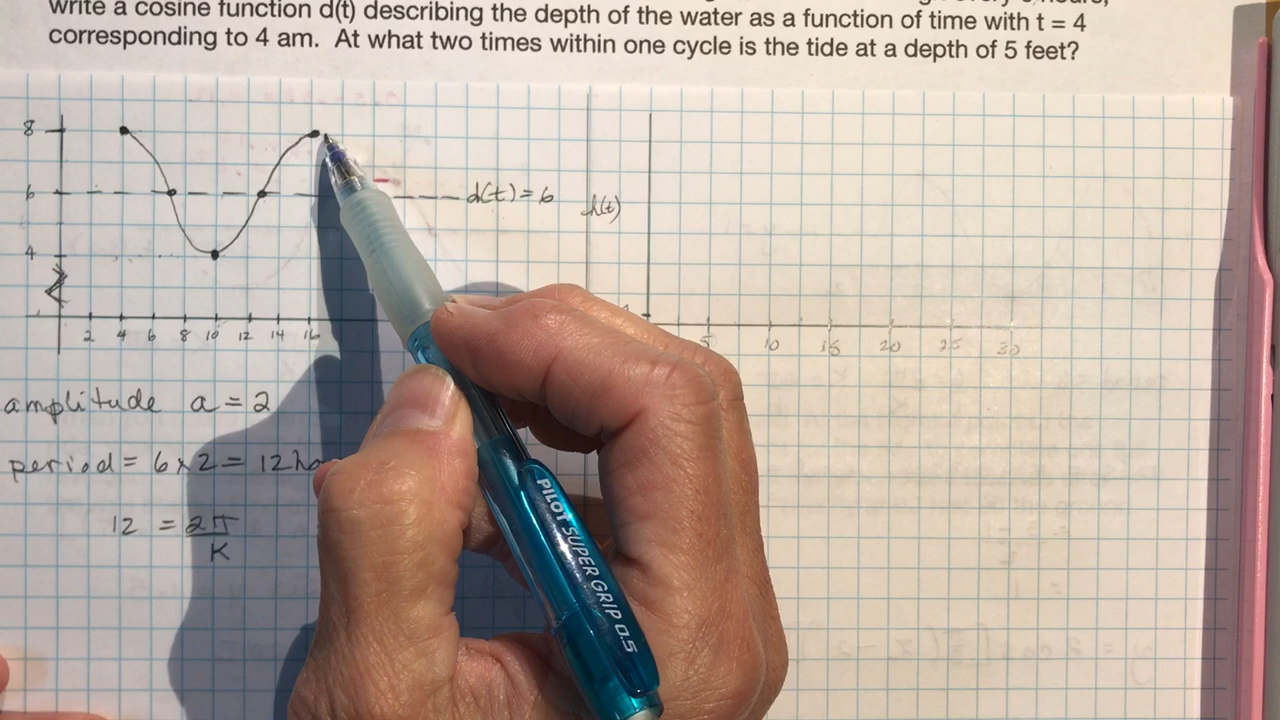 write a cosine function d(t) describing the depth of the water as a function of time with t = 4
corresponding to 4 am. At what two times within one cycle is the tide at a depth of 5 feet?
8
6
4
d(t) = 6
h(t)
2 4 6 8 10 12 14 16
5 10 15 20 25 30
amplitude a = 2
period = 6 x 2 = 12 ho
12 = 2π
K
PILOT SUPER GRIP 0.5